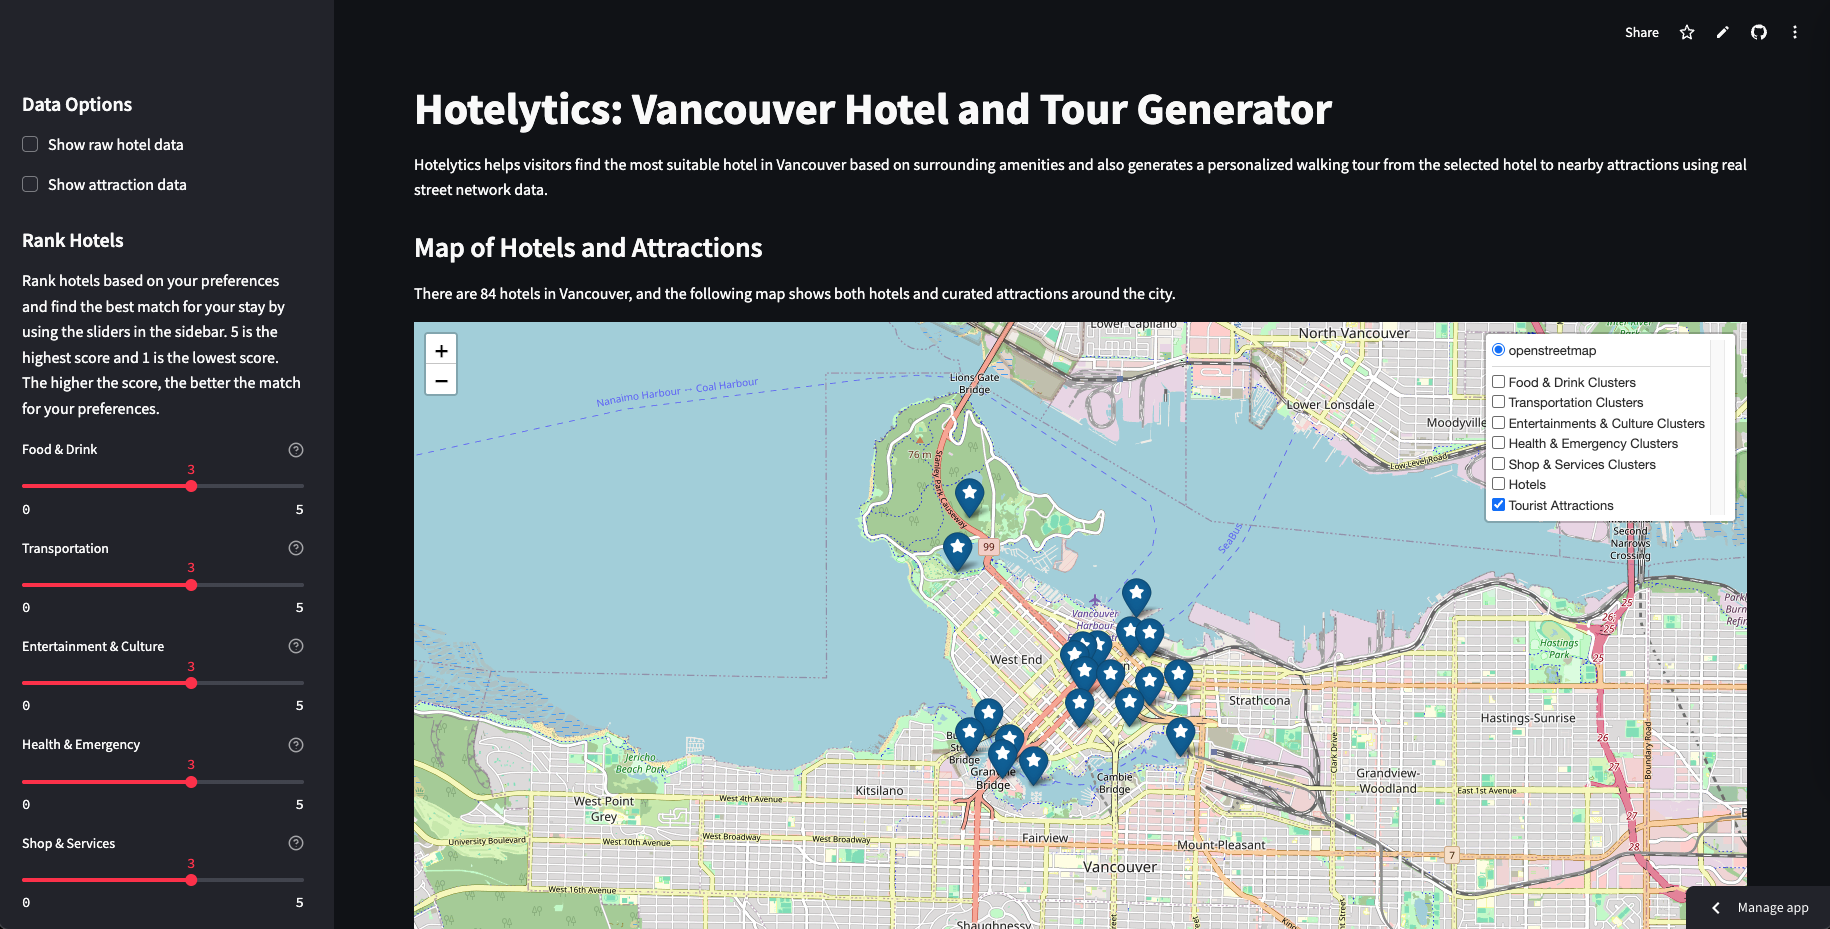 Share
Data Options
Show raw hotel data
Show attraction data
Rank Hotels
Rank hotels based on your preferences
and find the best match for your stay by
using the sliders in the sidebar. 5 is the
highest score and 1 is the lowest score.
The higher the score, the better the match
for your preferences.
Food & Drink
3
0 5
Transportation
3
0 5
Entertainment & Culture
3
0 5
Health & Emergency
3
0 5
Shop & Services
3
0 5
Hotelytics: Vancouver Hotel and Tour Generator
Hotelytics helps visitors find the most suitable hotel in Vancouver based on surrounding amenities and also generates a personalized walking tour from the selected hotel to nearby attractions using real
street network data.
Map of Hotels and Attractions
There are 84 hotels in Vancouver, and the following map shows both hotels and curated attractions around the city.
+
−
openstreetmap
Food & Drink Clusters
Transportation Clusters
Entertainments & Culture Clusters
Health & Emergency Clusters
Shop & Services Clusters
Hotels
Tourist Attractions
Lower Capilano
North Vancouver
Lions Gate
Bridge
Nanaimo Harbour -- Coal Harbour
Lower Lonsdale
Moodyville
Low Level Road
76 m
Stanley Park Causeway
99
SeaBus
Second
Narrows
Crossing
Vancouver
Harbour
West End
Strathcona
Hastings
Park
25
26
25
25
Hastings-Sunrise
26
Bridge
Bridge
Cambie
Bridge
Jericho
Beach Park
Kitsilano
West Point
Grey
West 4th Avenue
Clark Drive
Boundary Road
Grandview-
Woodland
East 1st Avenue
27
27
28
University Boulevard
West 10th Avenue
West Broadway
West Broadway
Fairview
Mount-Pleasant
7
Vancouver
West 16th Avenue
Shaughnessy
Manage app